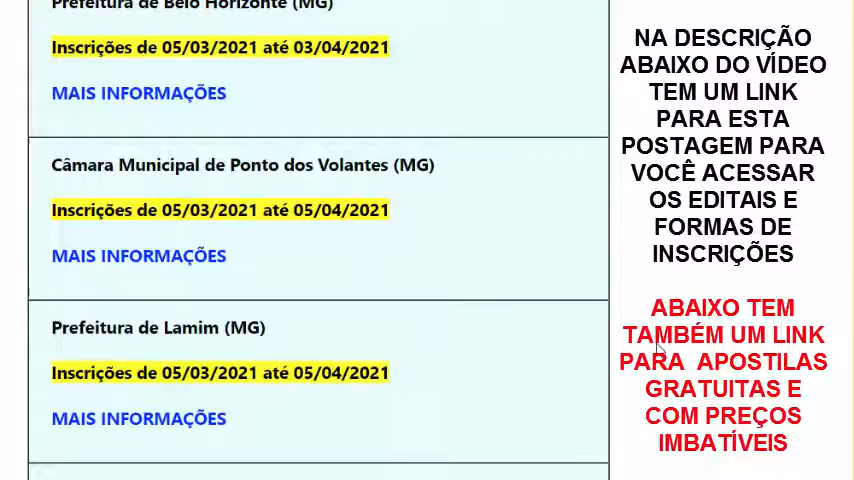 Prefeitura de Belo Horizonte (MG)
Inscrições de 05/03/2021 até 03/04/2021
MAIS INFORMAÇÕES
Câmara Municipal de Ponto dos Volantes (MG)
Inscrições de 05/03/2021 até 05/04/2021
MAIS INFORMAÇÕES
Prefeitura de Lamim (MG)
Inscrições de 05/03/2021 até 05/04/2021
MAIS INFORMAÇÕES
NA DESCRIÇÃO
ABAIXO DO VÍDEO
TEM UM LINK
PARA ESTA
POSTAGEM PARA
VOCÊ ACESSAR
OS EDITAIS E
FORMAS DE
INSCRIÇÕES
ABAIXO TEM
TAMBÉM UM LINK
PARA APOSTILAS
GRATUITAS E
COM PREÇOS
IMBATÍVEIS